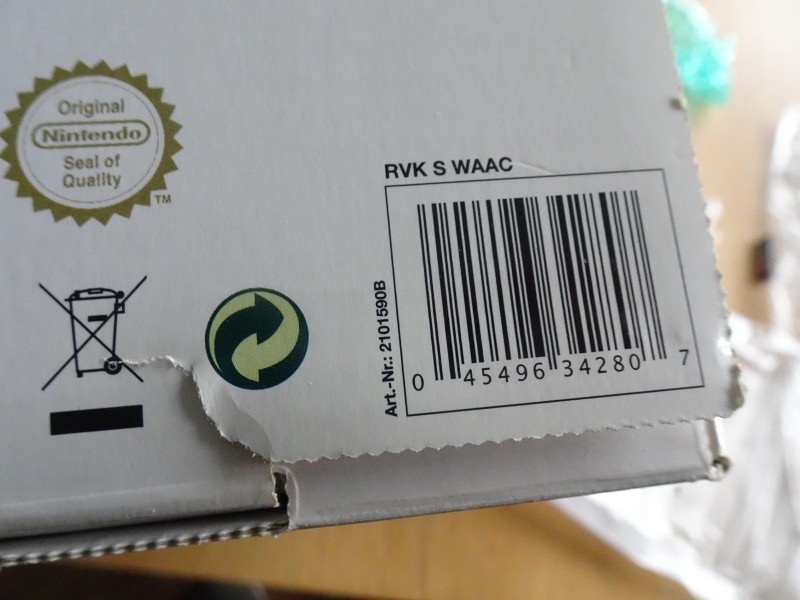 Original
Nintendo
Seal of
Quality
TM
RVK S WAAC
Art.-Nr.: 2101590B
0 45496 34280 7